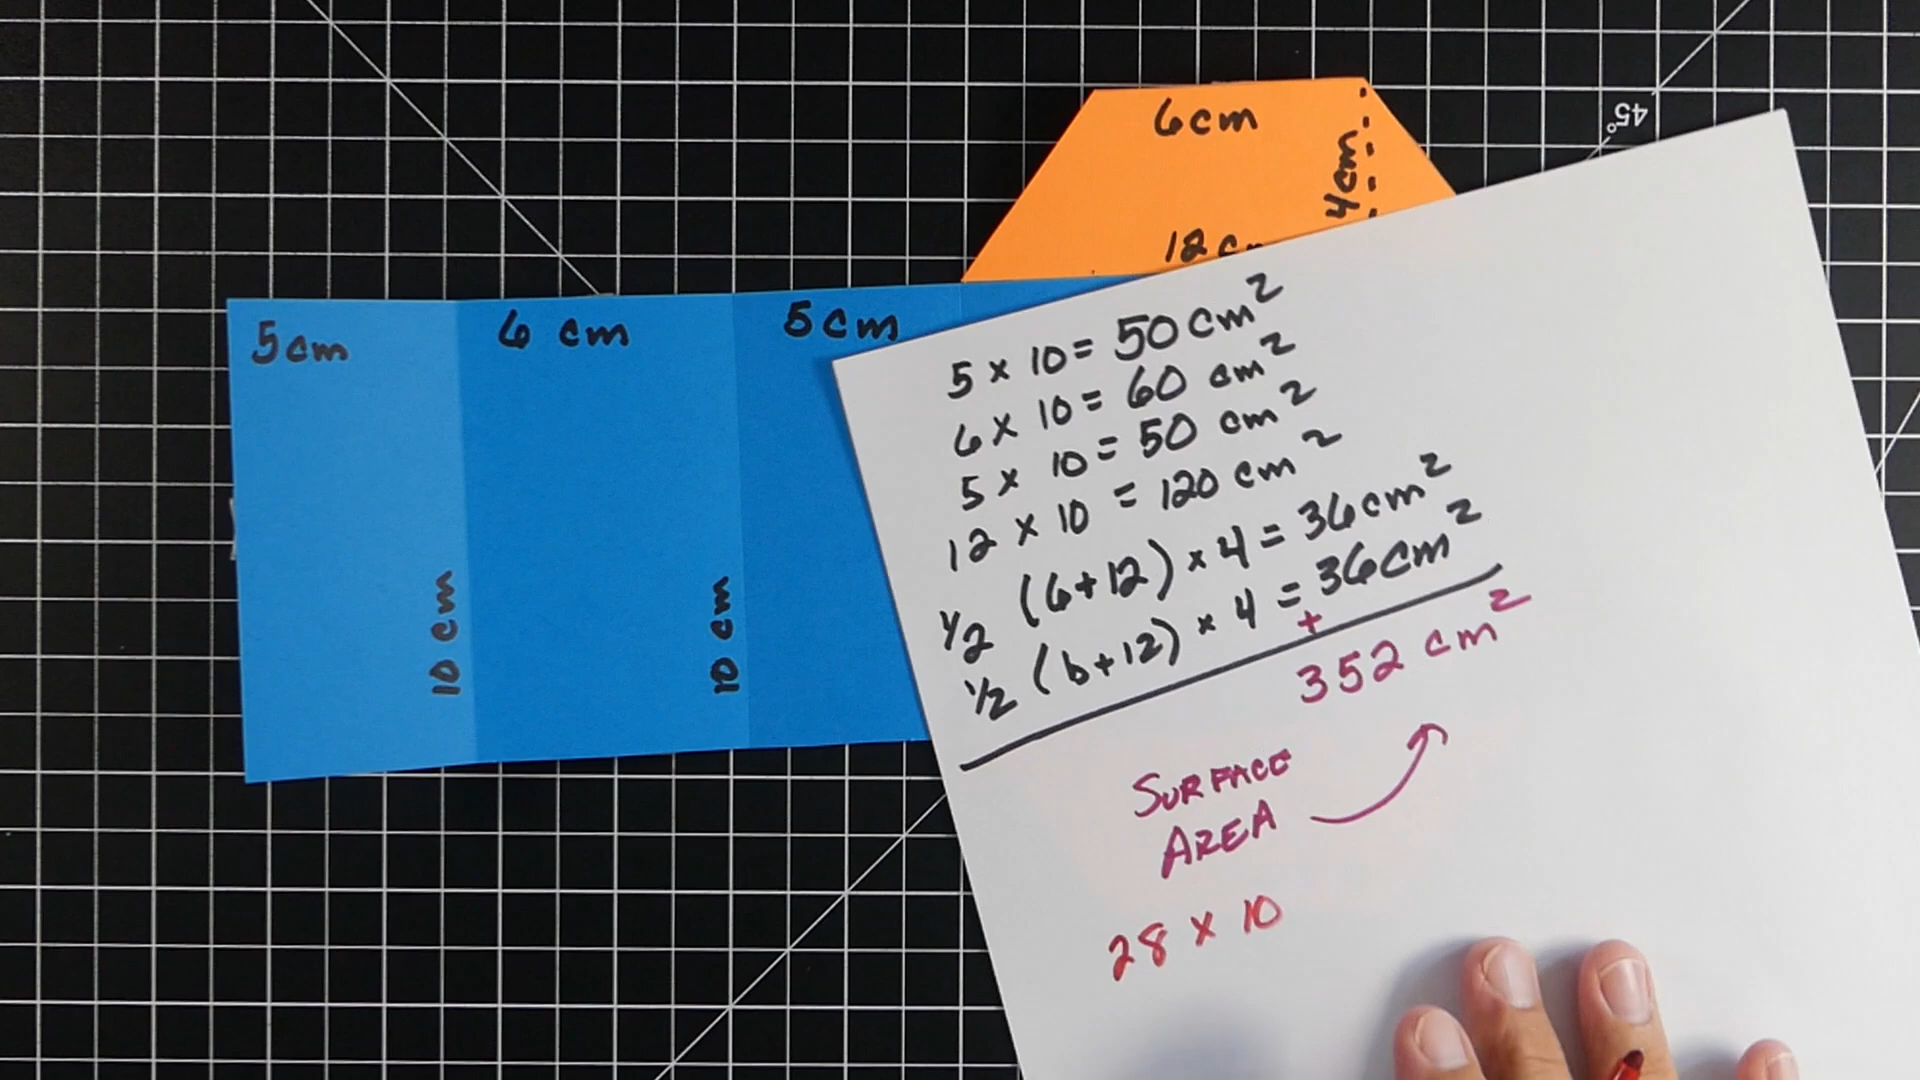 45°
6cm
4cm
12 c
5cm
6 cm
5cm
10 cm
10 cm
5 × 10 = 50 cm²
6 × 10 = 60 cm²
5 × 10 = 50 cm²
12 × 10 = 120 cm²
1/2 (6+12) × 4 = 36cm²
1/2 (6+12) × 4 = 36cm²
+
352 cm²
SURFACE
AREA
28 × 10